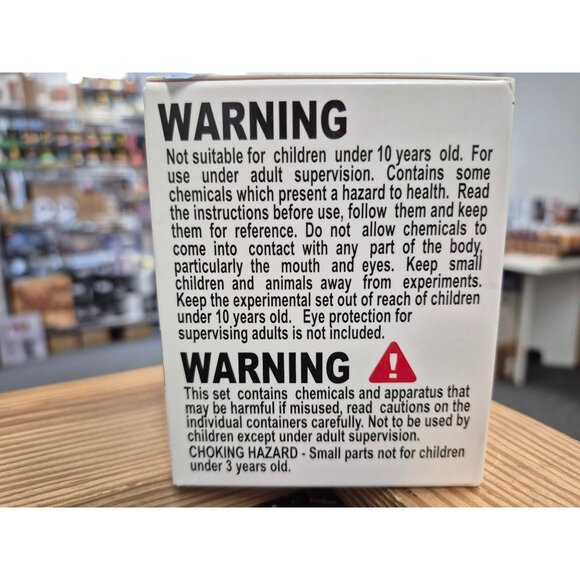 WARNING
Not suitable for children under 10 years old. For
use under adult supervision. Contains some
chemicals which present a hazard to health. Read
the instructions before use, follow them and keep
them for reference. Do not allow chemicals to
come into contact with any part of the body,
particularly the mouth and eyes. Keep small
children and animals away from experiments.
Keep the experimental set out of reach of children
under 10 years old. Eye protection for
supervising adults is not included.
WARNING !
This set contains chemicals and apparatus that
may be harmful if misused, read cautions on the
individual containers carefully. Not to be used by
children except under adult supervision.
CHOKING HAZARD - Small parts not for children
under 3 years old.